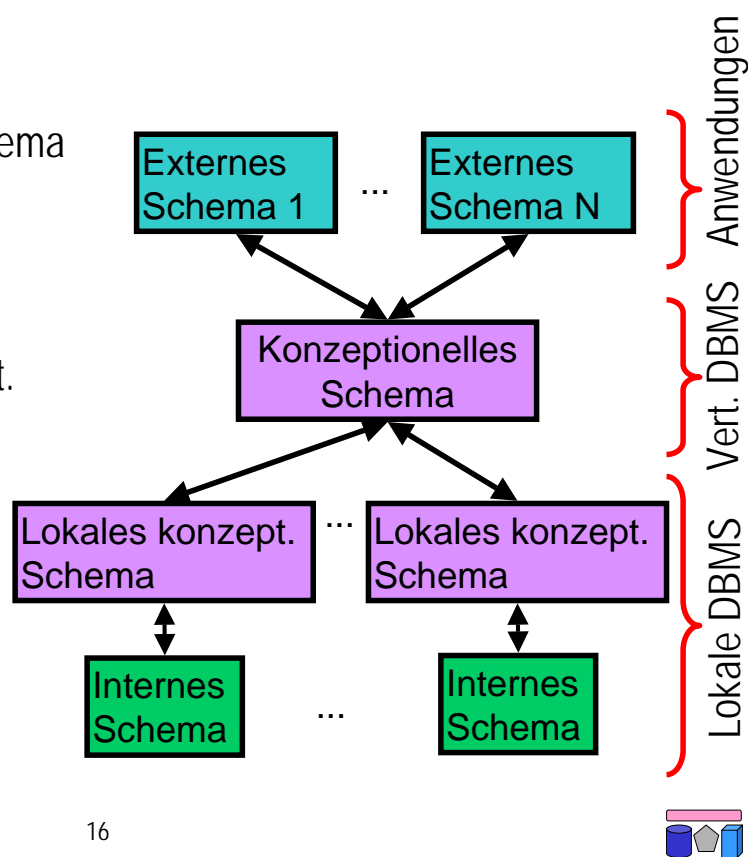 ema
t.
Externes
Schema 1
...
Externes
Schema N
Konzeptionelles
Schema
Lokales konzept.
Schema
...
Lokales konzept.
Schema
Internes
Schema
...
Internes
Schema
Anwendungen
Vert. DBMS
Lokale DBMS
16